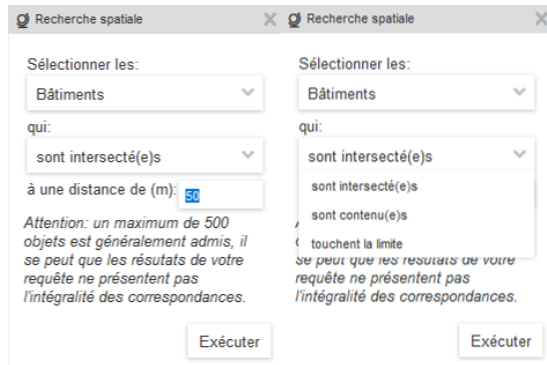 Recherche spatiale
Sélectionner les:
Bâtiments
qui:
sont intersecté(e)s
à une distance de (m): 50
Attention: un maximum de 500
objets est généralement admis, il
se peut que les résutats de votre
requête ne présentent pas
l'intégralité des correspondances.
Exécuter
Recherche spatiale
Sélectionner les:
Bâtiments
qui:
sont intersecté(e)s
sont intersecté(e)s
sont contenu(e)s
touchent la limite
se peut que les résutats de votre
requête ne présentent pas
l'intégralité des correspondances.
Exécuter